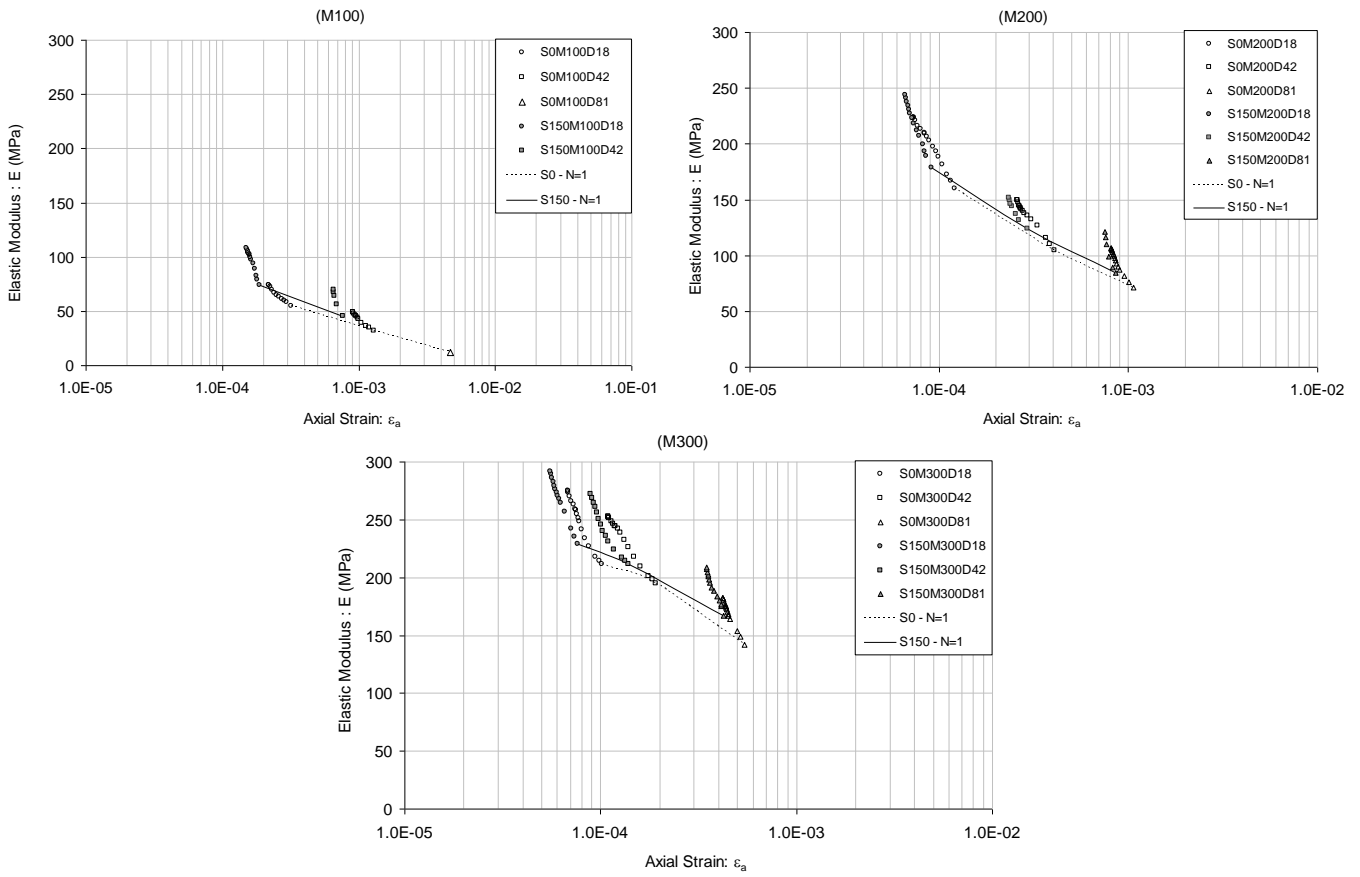 (M100)
300
250
200
150
100
50
0
Elastic Modulus : E (MPa)
1.0E-05
1.0E-04
1.0E-03
1.0E-02
1.0E-01
Axial Strain: εa
S0M100D18
S0M100D42
S0M100D81
S150M100D18
S150M100D42
S0 - N=1
S150 - N=1
(M200)
300
250
200
150
100
50
0
Elastic Modulus : E (MPa)
1.0E-05
1.0E-04
1.0E-03
1.0E-02
Axial Strain: εa
S0M200D18
S0M200D42
S0M200D81
S150M200D18
S150M200D42
S150M200D81
S0 - N=1
S150 - N=1
(M300)
300
250
200
150
100
50
0
Elastic Modulus : E (MPa)
1.0E-05
1.0E-04
1.0E-03
1.0E-02
Axial Strain: εa
S0M300D18
S0M300D42
S0M300D81
S150M300D18
S150M300D42
S150M300D81
S0 - N=1
S150 - N=1